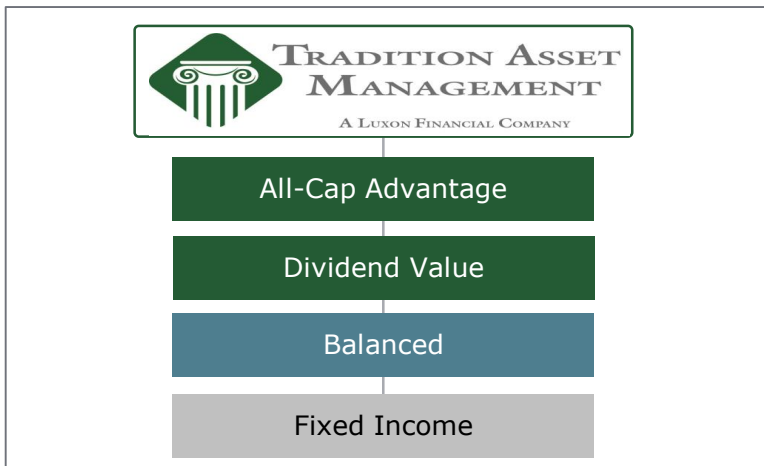 TRADITION ASSET
MANAGEMENT
A LUXON FINANCIAL COMPANY
All-Cap Advantage
Dividend Value
Balanced
Fixed Income